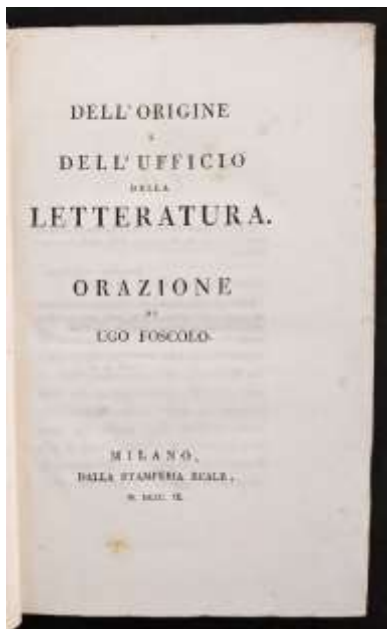 DELL' ORIGINE
E
DELL' UFFICIO
DELLA
LETTERATURA.
ORAZIONE
DI
UGO FOSCOLO.
MILANO,
DALLA STAMPERIA REALE,
M. DCCC. IX.